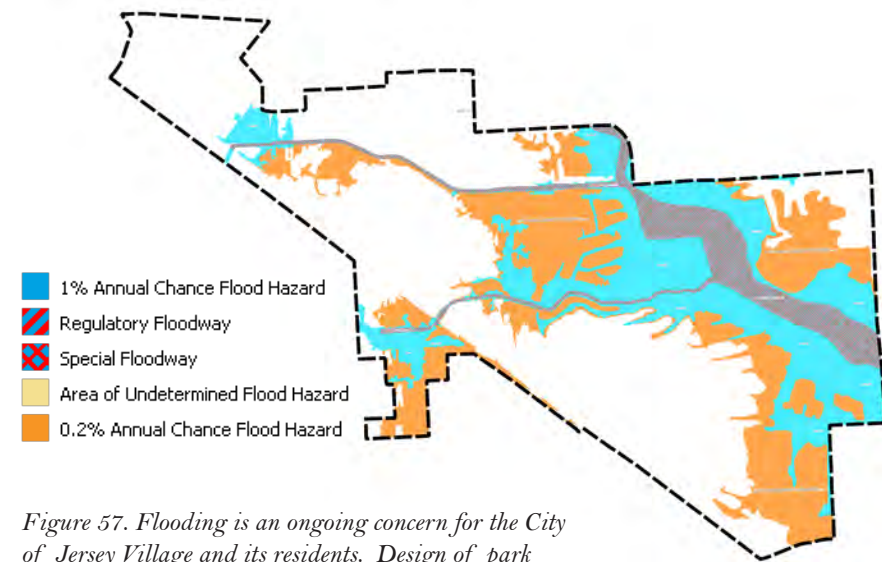 1% Annual Chance Flood Hazard
Regulatory Floodway
Special Floodway
Area of Undetermined Flood Hazard
0.2% Annual Chance Flood Hazard
Figure 57. Flooding is an ongoing concern for the City
of Jersey Village and its residents. Design of park